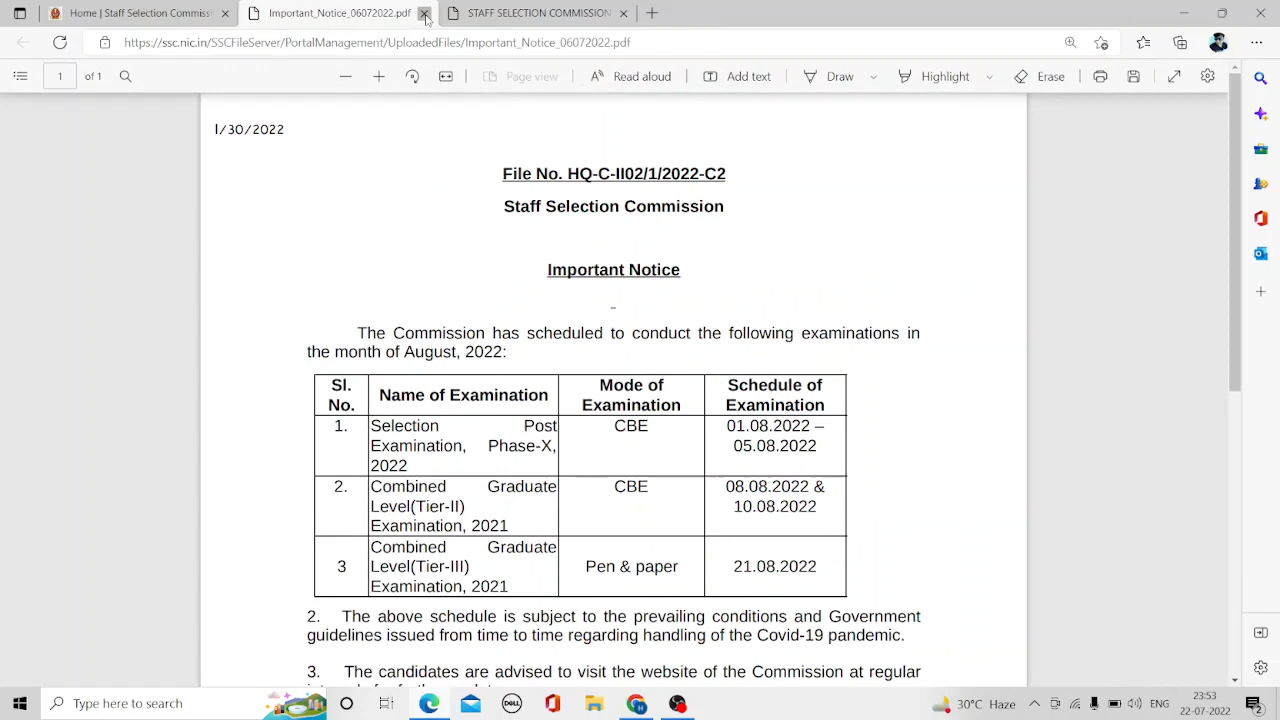 Home | Staff Selection Commissi
Important_Notice_06072022.pdf
STAFF SELECTION COMMISSION
https://ssc.nic.in/SSCFileServer/PortalManagement/UploadedFiles/Important_Notice_06072022.pdf
1 of 1
Page view
Read aloud
Add text
Draw
Highlight
Erase
1/30/2022
File No. HQ-C-II02/1/2022-C2
Staff Selection Commission
Important Notice
The Commission has scheduled to conduct the following examinations in
the month of August, 2022:
Sl. No.
Name of Examination
Mode of Examination
Schedule of Examination
1.
Selection Post
Examination, Phase-X,
2022
CBE
01.08.2022 –
05.08.2022
2.
Combined Graduate
Level(Tier-II)
Examination, 2021
CBE
08.08.2022 &
10.08.2022
3
Combined Graduate
Level(Tier-III)
Examination, 2021
Pen & paper
21.08.2022
2. The above schedule is subject to the prevailing conditions and Government
guidelines issued from time to time regarding handling of the Covid-19 pandemic.
3. The candidates are advised to visit the website of the Commission at regular
Type here to search
DELL
30°C Haze
ENG
23:53
22-07-2022
2